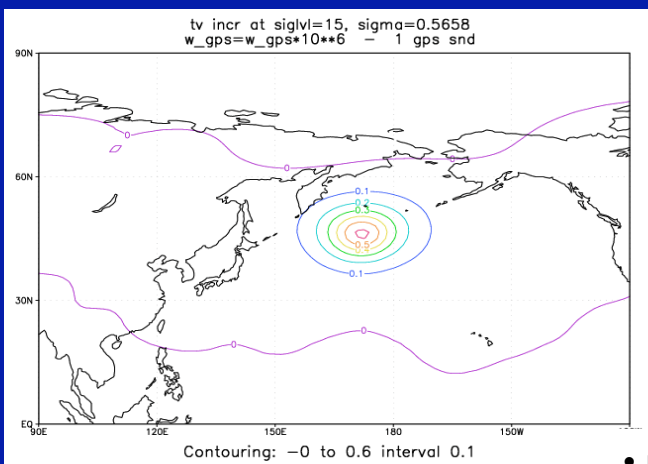 tv incr at siglvl=15, sigma=0.5658
w_gps=w_gps*10**6 – 1 gps snd
90N
0
0
0
60N
0.1
0.2
0.3
0.5
0.1
30N
0
0
EQ
90E 120E 150E 180 150W
Contouring: -0 to 0.6 interval 0.1